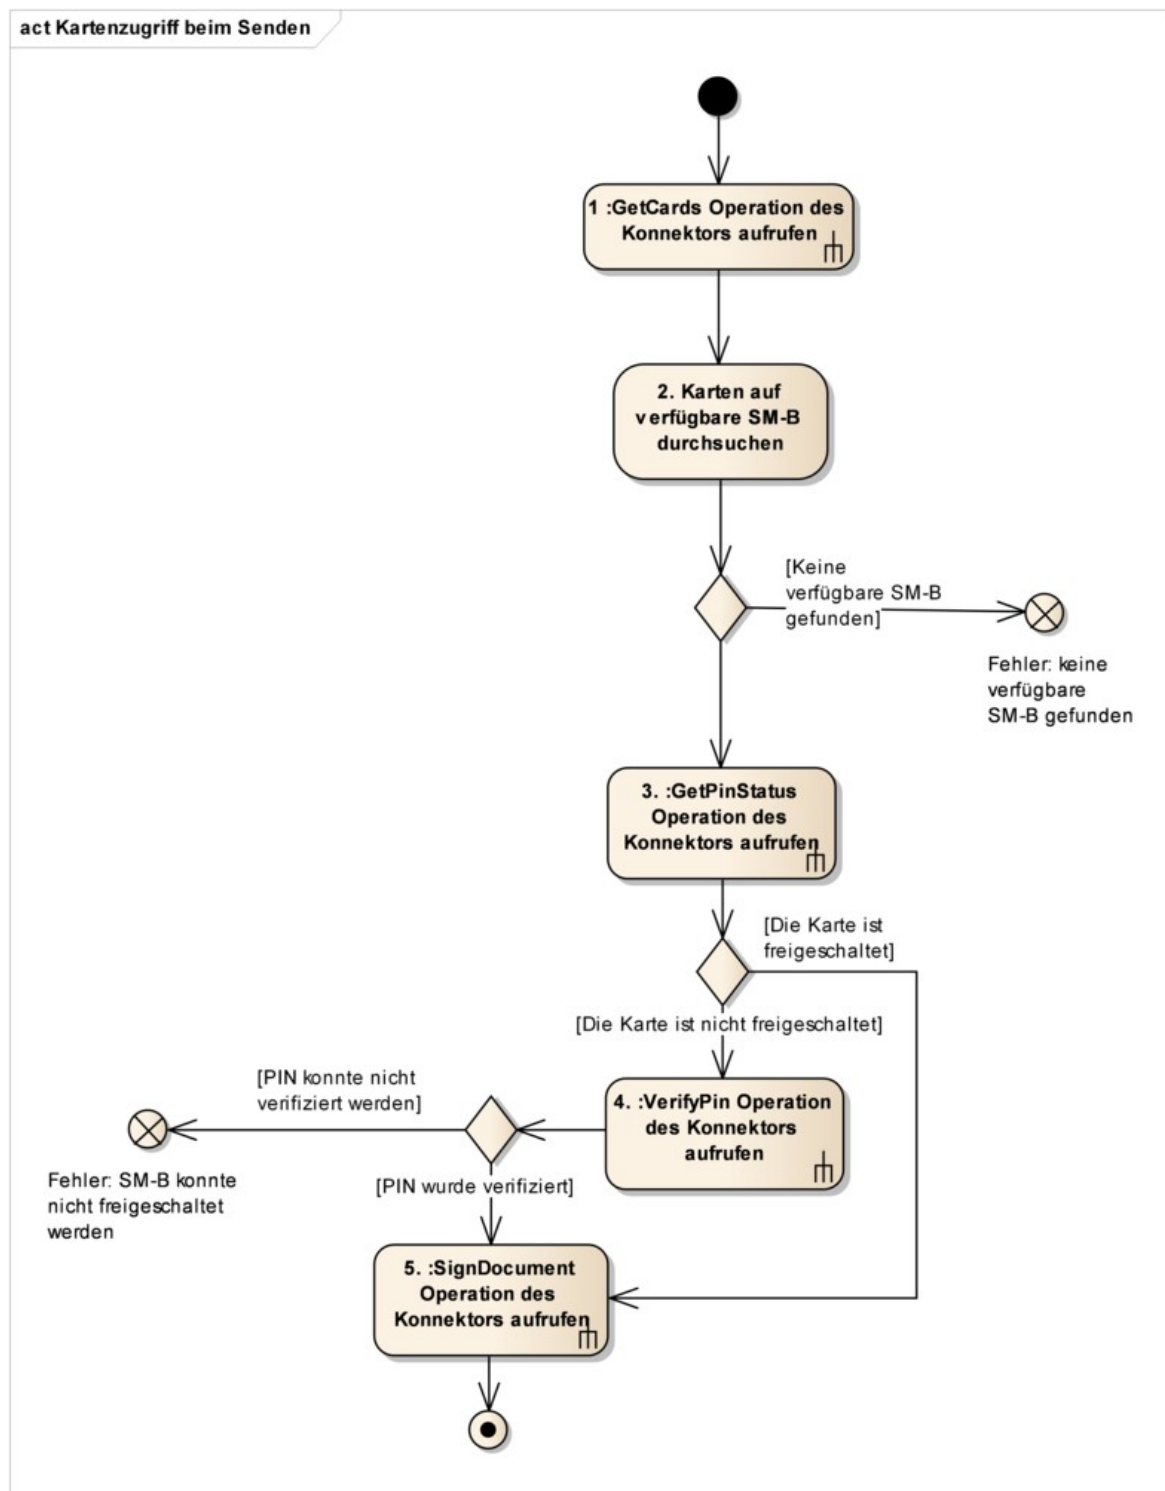 act Kartenzugriff beim Senden
1 :GetCards Operation des
Konnektors aufrufen
2. Karten auf
verfügbare SM-B
durchsuchen
[Keine
verfügbare SM-B
gefunden]
Fehler: keine
verfügbare
SM-B gefunden
3. :GetPinStatus
Operation des
Konnektors aufrufen
[Die Karte ist
freigeschaltet]
[Die Karte ist nicht freigeschaltet]
4. :VerifyPin Operation
des Konnektors
aufrufen
[PIN konnte nicht
verifiziert werden]
Fehler: SM-B konnte
nicht freigeschaltet
werden
[PIN wurde verifiziert]
5. :SignDocument
Operation des
Konnektors aufrufen